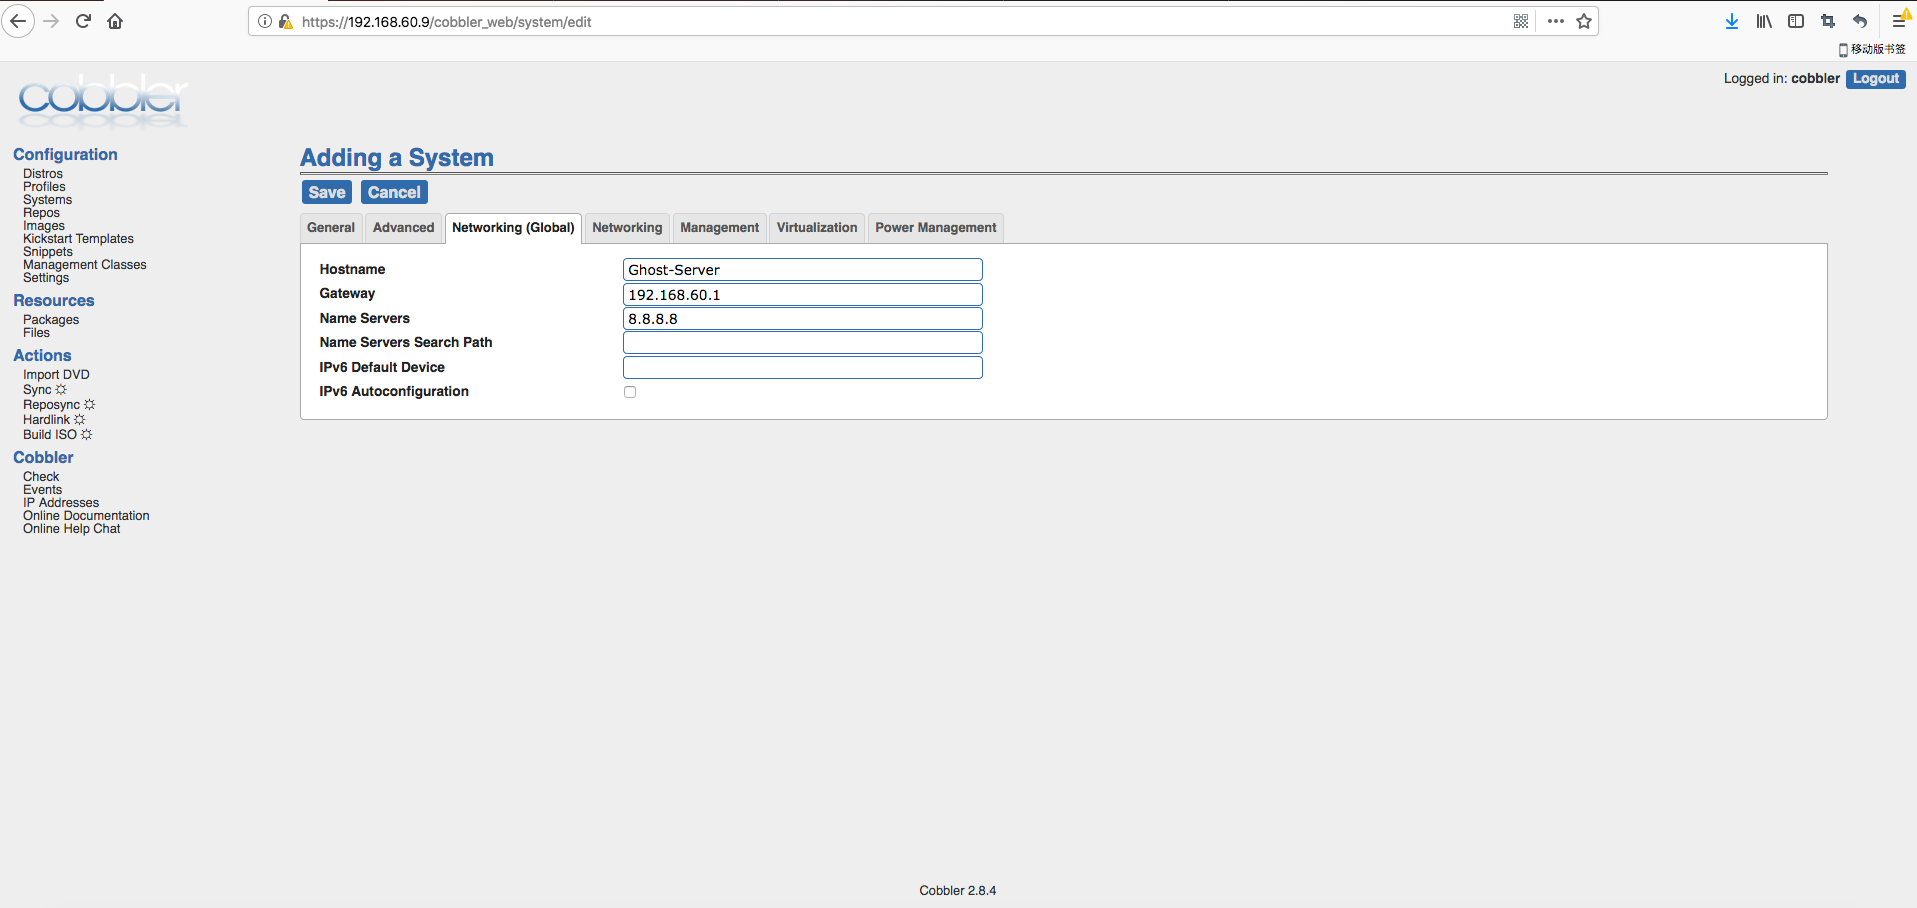 https://192.168.60.9/cobbler_web/system/edit
移动版书签
cobbler
Logged in: cobbler Logout
Configuration
Distros
Profiles
Systems
Repos
Images
Kickstart Templates
Snippets
Management Classes
Settings
Resources
Packages
Files
Actions
Import DVD
Sync
Reposync
Hardlink
Build ISO
Cobbler
Check
Events
IP Addresses
Online Documentation
Online Help Chat
Adding a System
Save Cancel
General Advanced Networking (Global) Networking Management Virtualization Power Management
Hostname Ghost-Server
Gateway 192.168.60.1
Name Servers 8.8.8.8
Name Servers Search Path
IPv6 Default Device
IPv6 Autoconfiguration
Cobbler 2.8.4